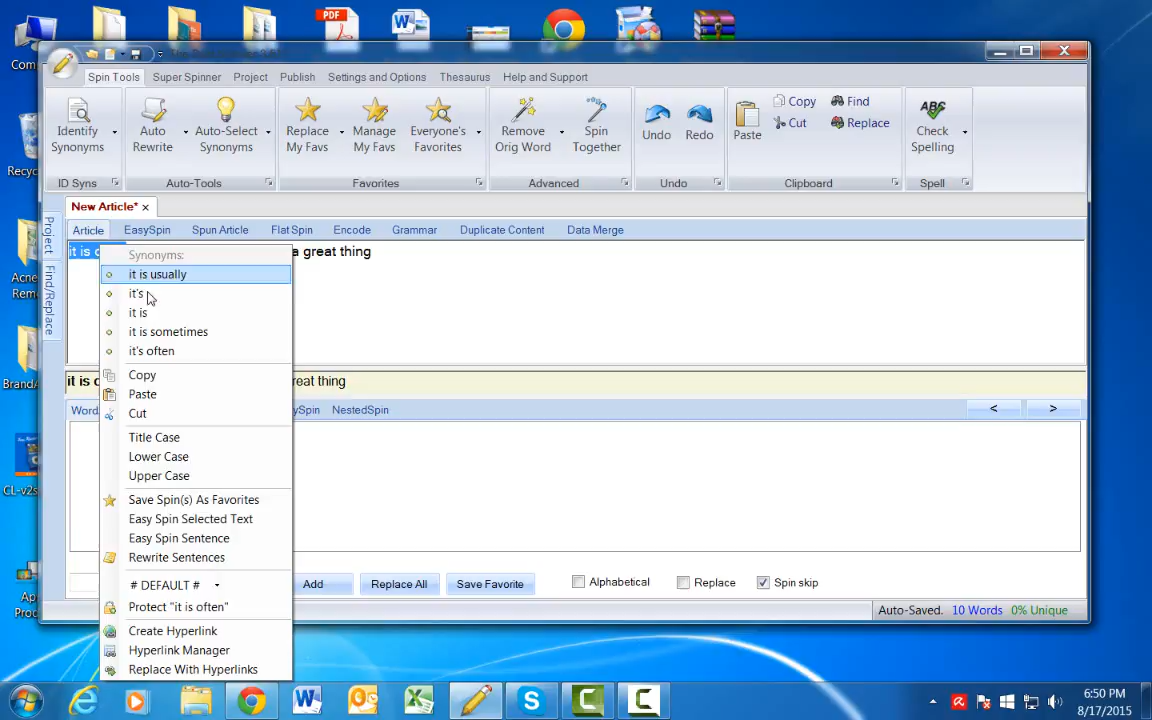 PDF
Com
Recyc
Acne
Rem
BrandA
CL-v2s
Ap
Prod
Spin Tools Super Spinner Project Publish Settings and Options Thesaurus Help and Support
Identify Synonyms
Auto Rewrite
Auto-Select Synonyms
Replace My Favs
Manage My Favs
Everyone's Favorites
Remove Orig Word
Spin Together
Undo
Redo
Paste
Copy
Cut
Find
Replace
ABC
Check Spelling
ID Syns Auto-Tools Favorites Advanced Undo Clipboard Spell
New Article* x
Project
Find/Replace
Article EasySpin Spun Article Flat Spin Encode Grammar Duplicate Content Data Merge
it is o a great thing
Synonyms:
it is usually
it's
it is
it is sometimes
it's often
Copy
Paste
Cut
Title Case
Lower Case
Upper Case
Save Spin(s) As Favorites
Easy Spin Selected Text
Easy Spin Sentence
Rewrite Sentences
# DEFAULT #
Protect "it is often"
Create Hyperlink
Hyperlink Manager
Replace With Hyperlinks
it is o reat thing
Word ySpin NestedSpin < >
Add Replace All Save Favorite Alphabetical Replace Spin skip
Auto-Saved. 10 Words 0% Unique
6:50 PM
8/17/2015